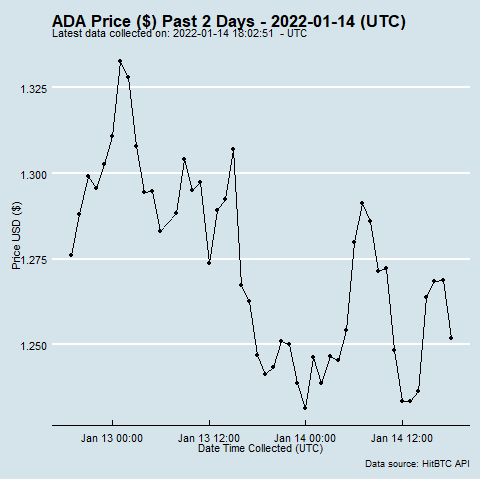 ADA Price ($) Past 2 Days - 2022-01-14 (UTC)
Latest data collected on: 2022-01-14 18:02:51 - UTC
1.325
1.300
1.275
1.250
Price USD ($)
Jan 13 00:00 Jan 13 12:00 Jan 14 00:00 Jan 14 12:00
Date Time Collected (UTC)
Data source: HitBTC API